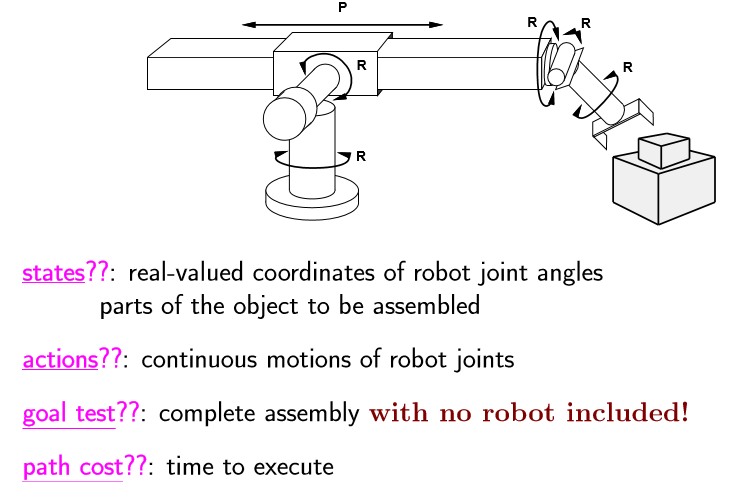 P
R
R
R
R
R
states??: real-valued coordinates of robot joint angles
parts of the object to be assembled
actions??: continuous motions of robot joints
goal test??: complete assembly with no robot included!
path cost??: time to execute